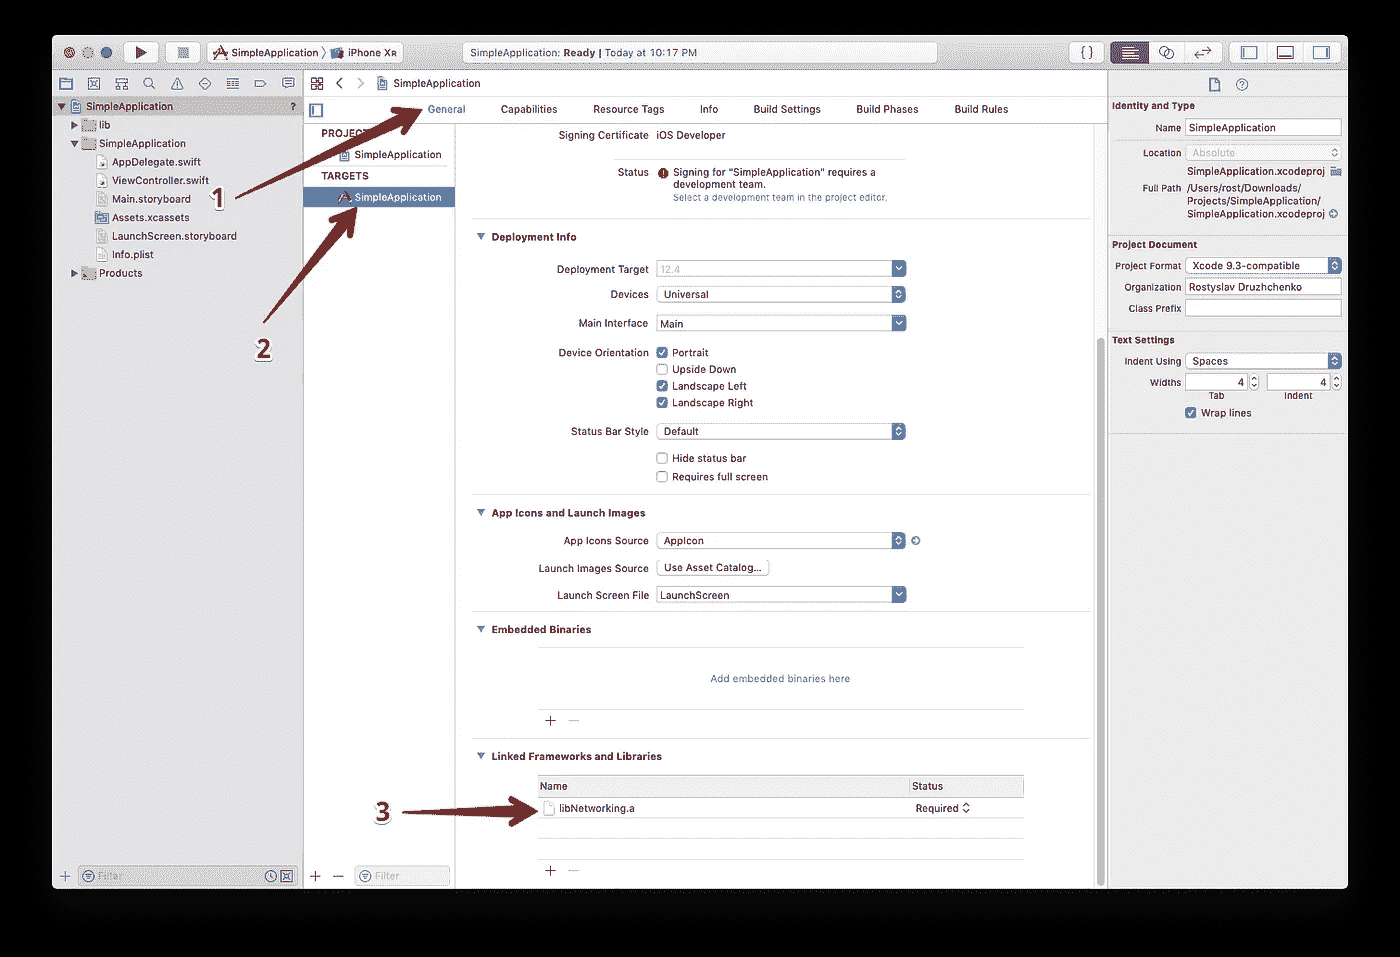 SimpleApplication 〉 iPhone XR
SimpleApplication: Ready | Today at 10:17 PM
{ }
SimpleApplication ?
lib
SimpleApplication
AppDelegate.swift
ViewController.swift
Main.storyboard
Assets.xcassets
LaunchScreen.storyboard
Info.plist
Products
Filter
SimpleApplication
General Capabilities Resource Tags Info Build Settings Build Phases Build Rules
PROJECT
SimpleApplication
TARGETS
SimpleApplication
1
2
3
Filter
Signing Certificate iOS Developer
Status Signing for "SimpleApplication" requires a
development team.
Select a development team in the project editor.
Deployment Info
Deployment Target 12.4
Devices Universal
Main Interface Main
Device Orientation Portrait
Upside Down
Landscape Left
Landscape Right
Status Bar Style Default
Hide status bar
Requires full screen
App Icons and Launch Images
App Icons Source AppIcon
Launch Images Source Use Asset Catalog...
Launch Screen File LaunchScreen
Embedded Binaries
Add embedded binaries here
Linked Frameworks and Libraries
Name Status
libNetworking.a Required
Identity and Type
Name SimpleApplication
Location Absolute
SimpleApplication.xcodeproj
Full Path /Users/rost/Downloads/
Projects/SimpleApplication/
SimpleApplication.xcodeproj
Project Document
Project Format Xcode 9.3-compatible
Organization Rostyslav Druzhchenko
Class Prefix
Text Settings
Indent Using Spaces
Widths 4 4
Tab Indent
Wrap lines